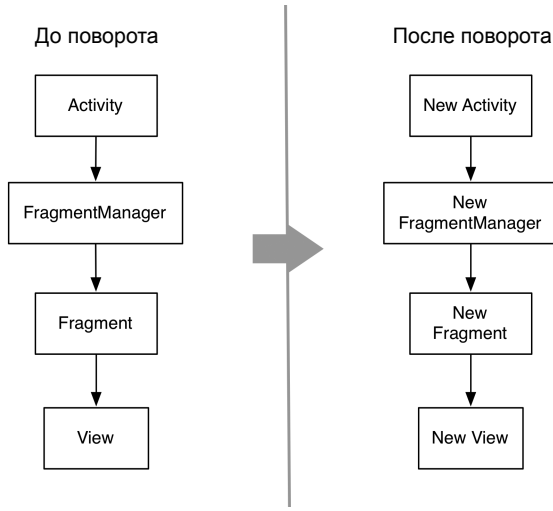 До поворота
После поворота
Activity
New Activity
FragmentManager
New
FragmentManager
Fragment
New
Fragment
View
New View